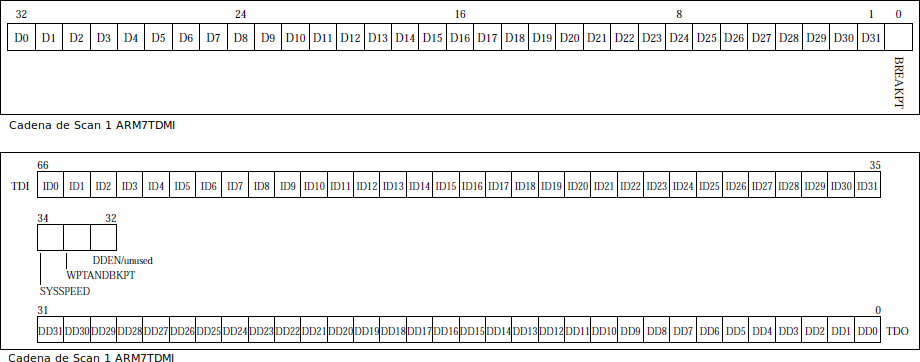 32 24 16 8 1 0
D0 D1 D2 D3 D4 D5 D6 D7 D8 D9 D10 D11 D12 D13 D14 D15 D16 D17 D18 D19 D20 D21 D22 D23 D24 D25 D26 D27 D28 D29 D30 D31
BREAKPT
Cadena de Scan 1 ARM7TDMI
66 35
TDI ID0 ID1 ID2 ID3 ID4 ID5 ID6 ID7 ID8 ID9 ID10 ID11 ID12 ID13 ID14 ID15 ID16 ID17 ID18 ID19 ID20 ID21 ID22 ID23 ID24 ID25 ID26 ID27 ID28 ID29 ID30 ID31
34 32
DDEN/unused
WPTANDBKPT
SYSSPEED
31 0
DD31 DD30 DD29 DD28 DD27 DD26 DD25 DD24 DD23 DD22 DD21 DD20 DD19 DD18 DD17 DD16 DD15 DD14 DD13 DD12 DD11 DD10 DD9 DD8 DD7 DD6 DD5 DD4 DD3 DD2 DD1 DD0 TDO
Cadena de Scan 1 ARM7TDMI